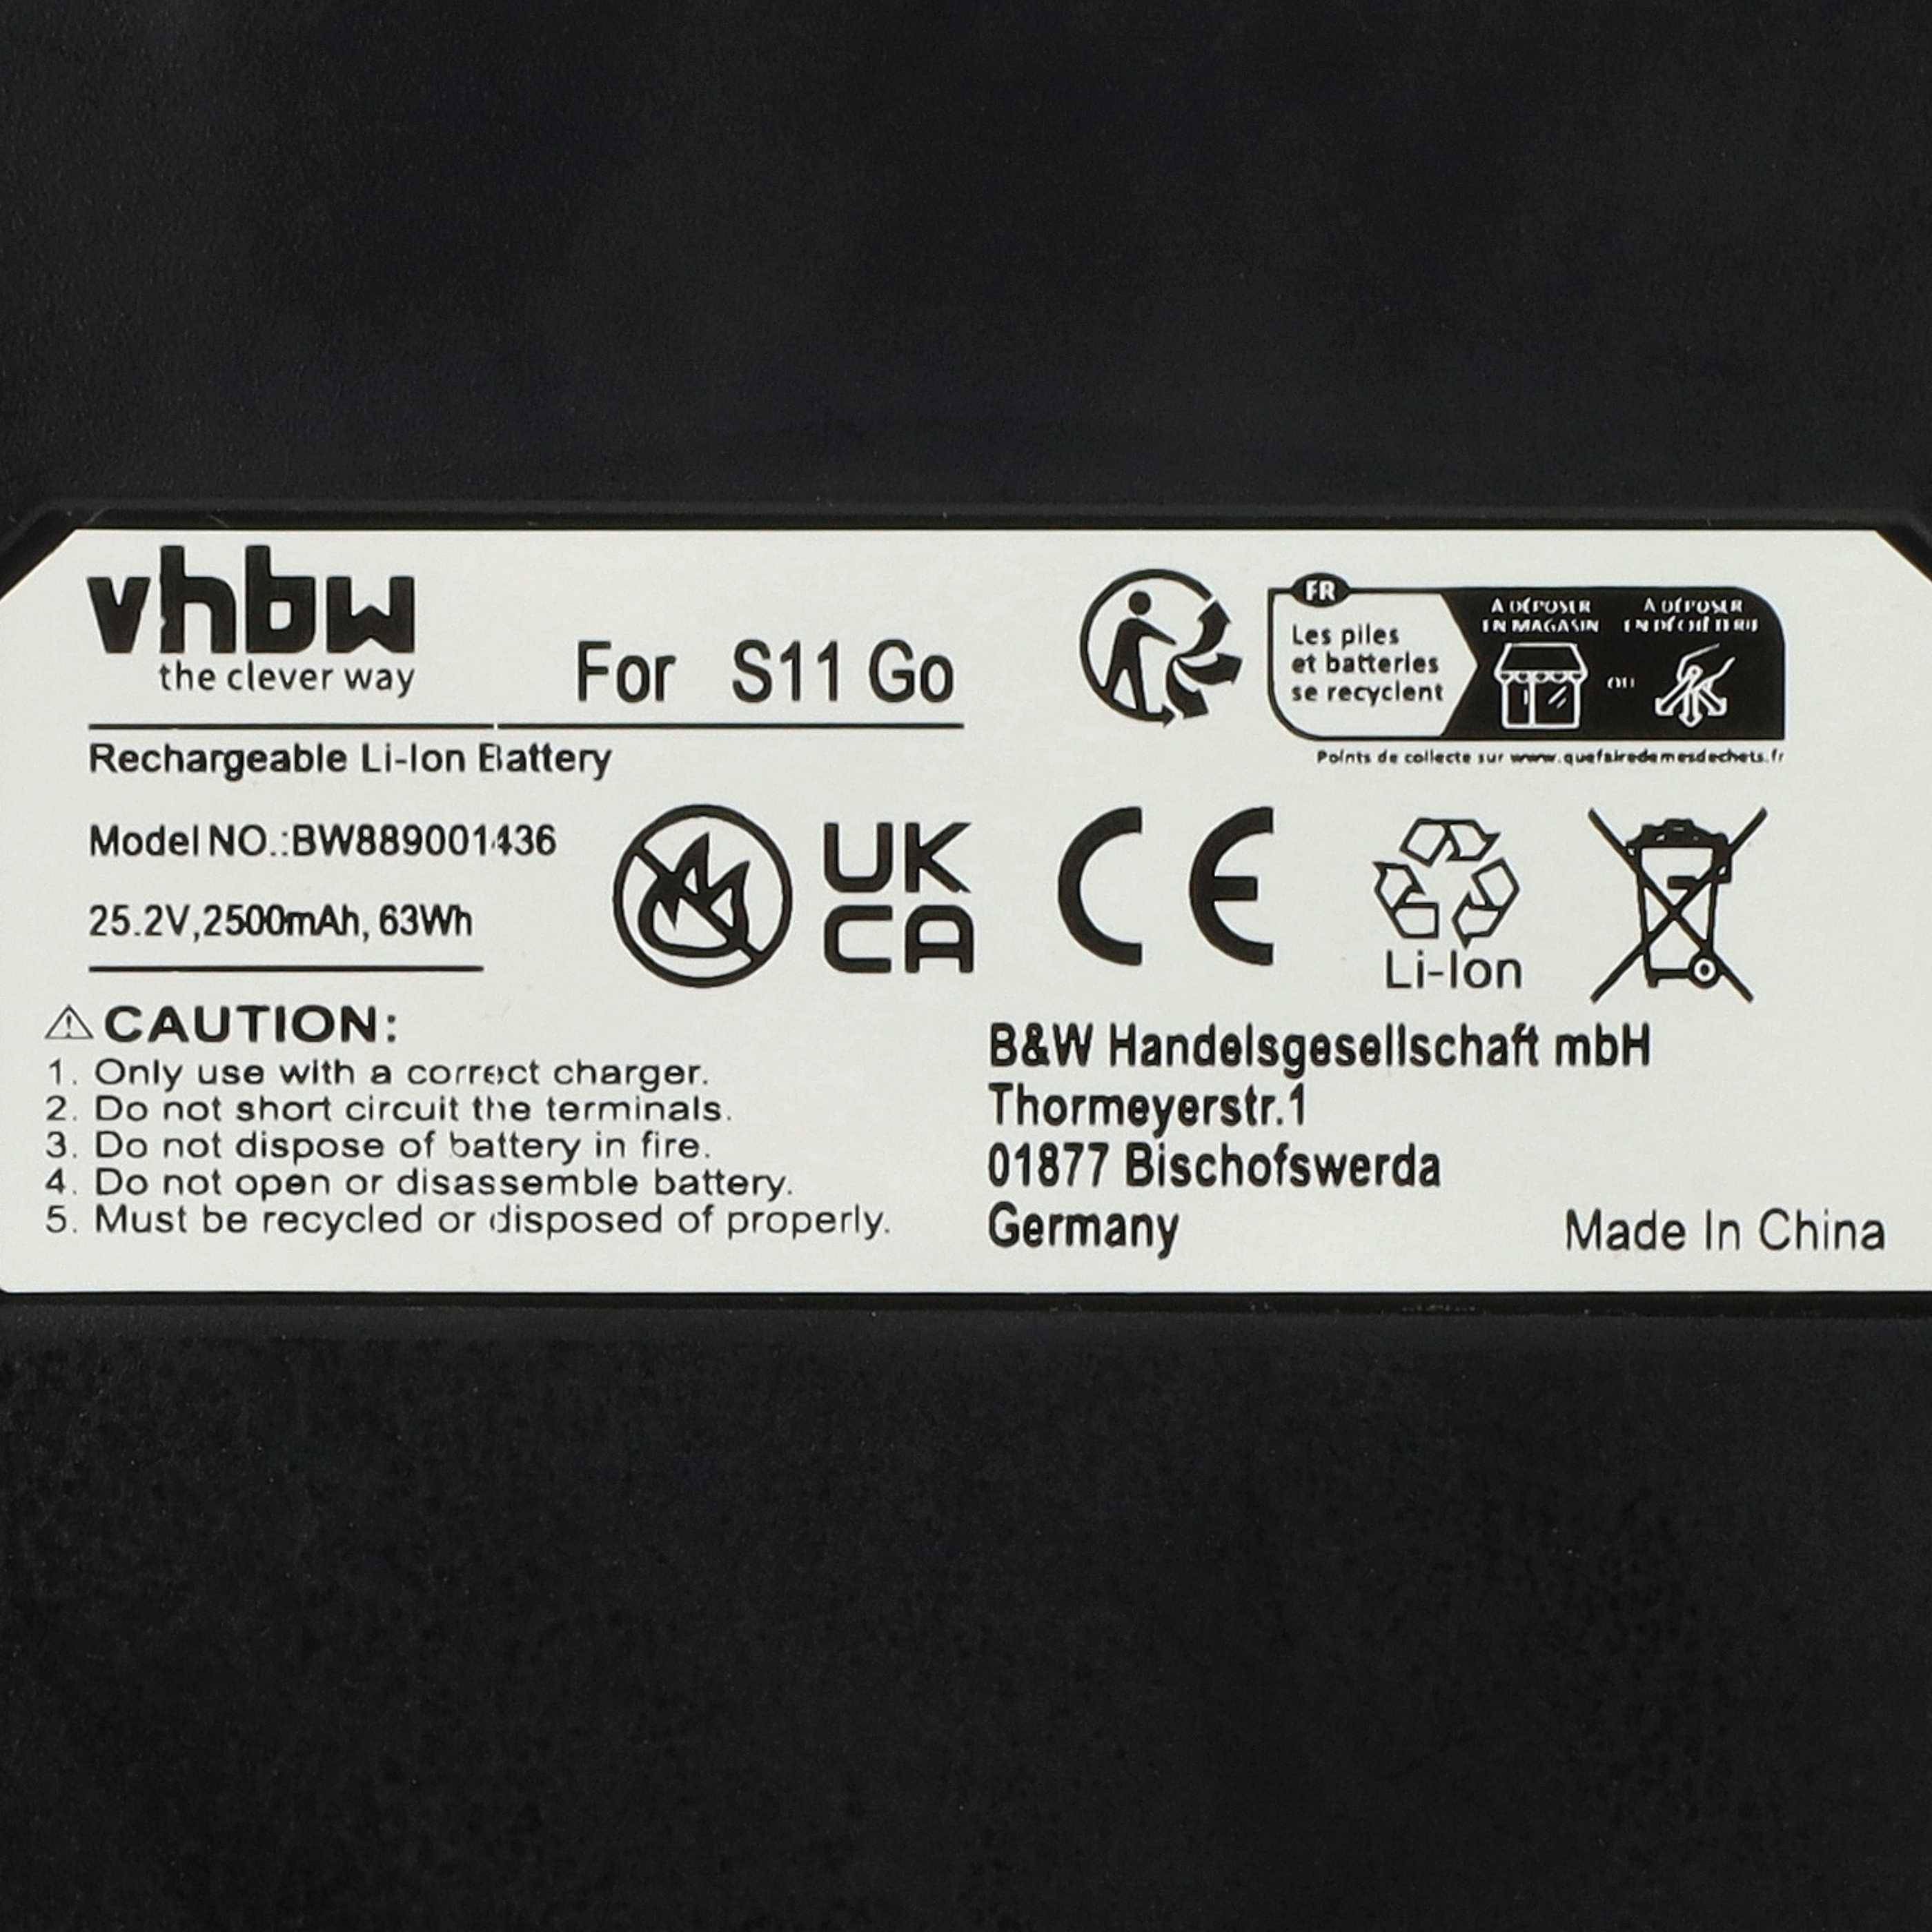 vhbw
the clever way
For S11 Go
Rechargeable Li-Ion Battery
Model NO.:BW889001436
25.2V,2500mAh, 63Wh
FR
Les piles
et batteries
se recyclent
À DÉPOSER
EN MAGASIN
OU
À DÉPOSER
EN DÉCHÈTERIE
Points de collecte sur www.quefairedemesdechets.fr
UK
CA
CE
Li-Ion
CAUTION:
1. Only use with a correct charger.
2. Do not short circuit the terminals.
3. Do not dispose of battery in fire.
4. Do not open or disassemble battery.
5. Must be recycled or disposed of properly.
B&W Handelsgesellschaft mbH
Thormeyerstr.1
01877 Bischofswerda
Germany
Made In China